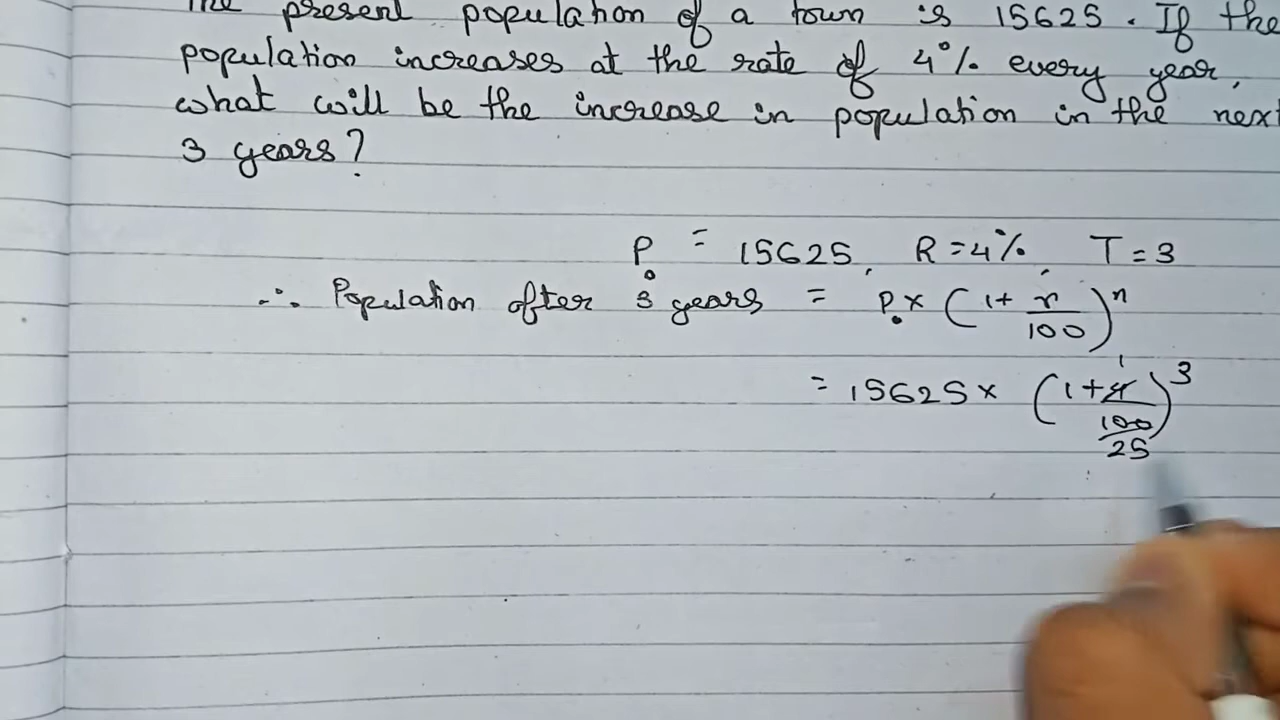 The present population of a town is 15625. If the
population increases at the rate of 4% every year,
what will be the increase in population in the next
3 years?
P = 15625, R = 4%, T = 3
∴ Population after 3 years = P × (1 + r/100)^n
= 15625 × (1 + 4/100)^3
1
25